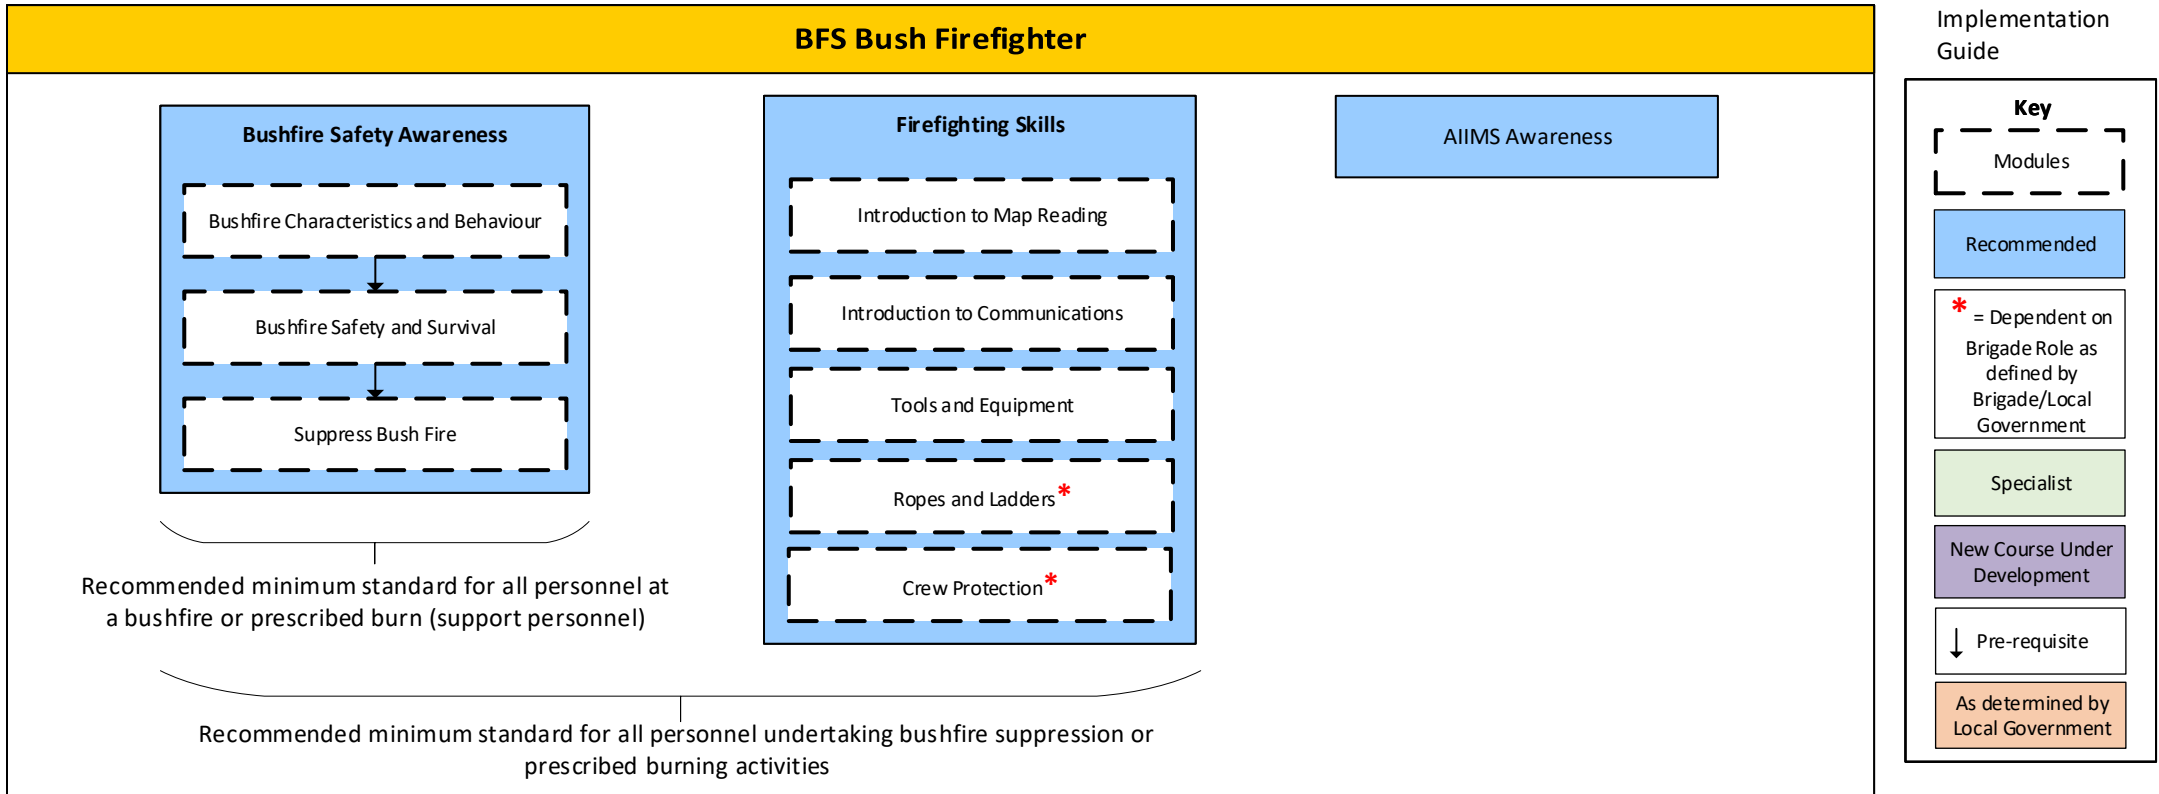 BFS Bush Firefighter
Bushfire Safety Awareness
Bushfire Characteristics and Behaviour
Bushfire Safety and Survival
Suppress Bush Fire
Recommended minimum standard for all personnel at
a bushfire or prescribed burn (support personnel)
Firefighting Skills
Introduction to Map Reading
Introduction to Communications
Tools and Equipment
Ropes and Ladders*
Crew Protection*
Recommended minimum standard for all personnel undertaking bushfire suppression or
prescribed burning activities
AIIMS Awareness
Implementation
Guide
Key
Modules
Recommended
* = Dependent on
Brigade Role as
defined by
Brigade/Local
Government
Specialist
New Course Under
Development
Pre-requisite
As determined by
Local Government